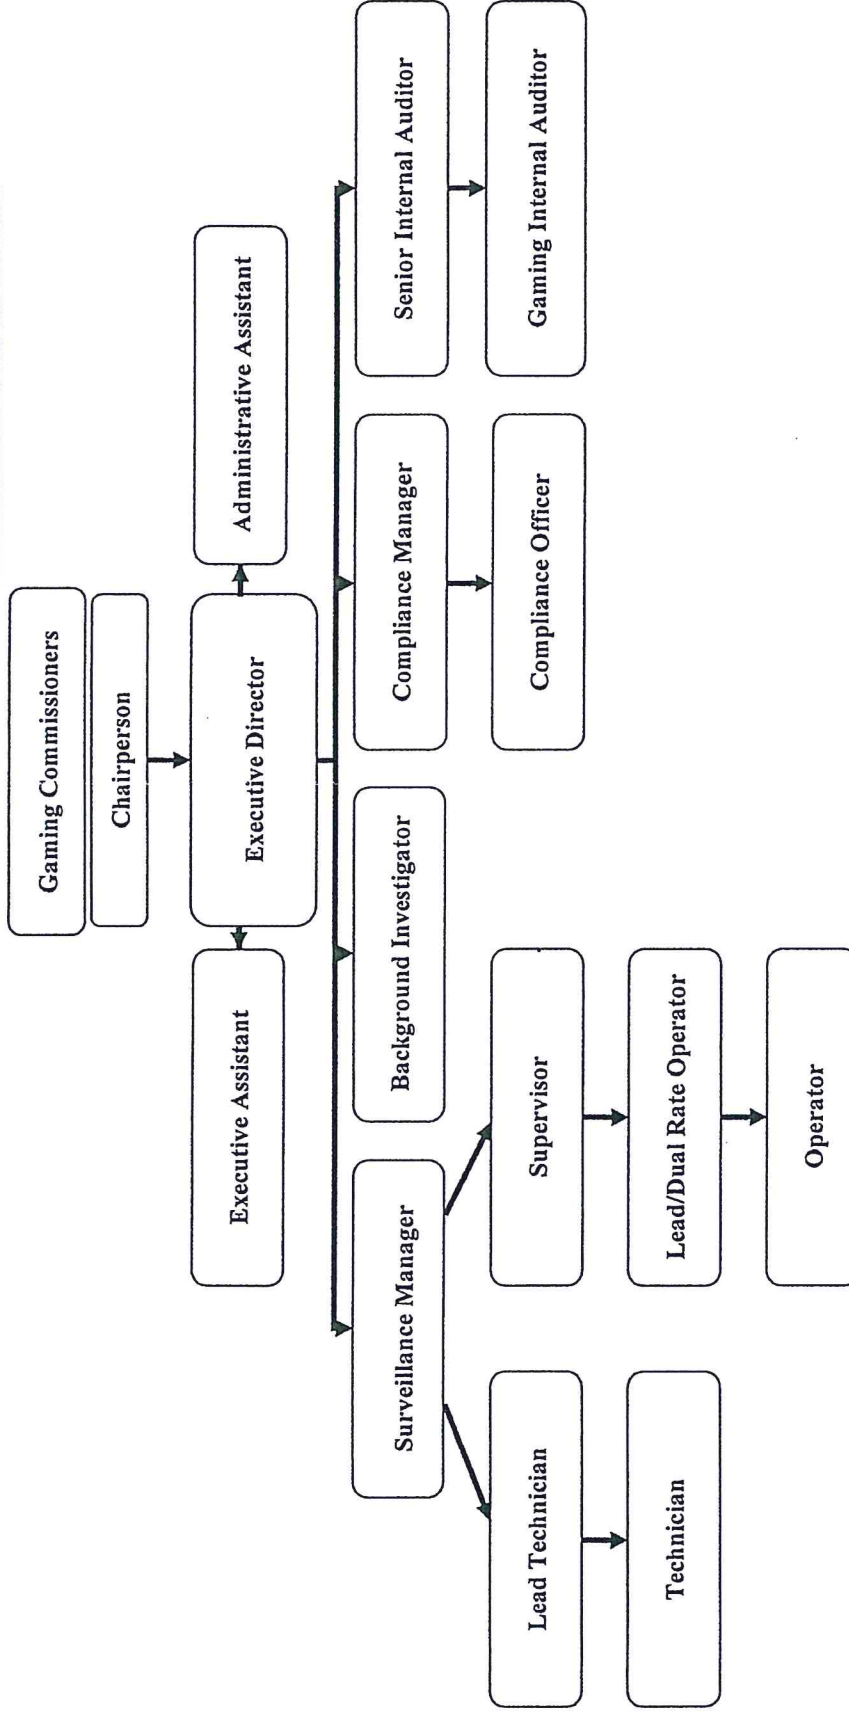 Gaming Commissioners
Chairperson
Executive Assistant
Executive Director
Administrative Assistant
Surveillance Manager
Background Investigator
Compliance Manager
Senior Internal Auditor
Lead Technician
Supervisor
Compliance Officer
Gaming Internal Auditor
Technician
Lead/Dual Rate Operator
Operator